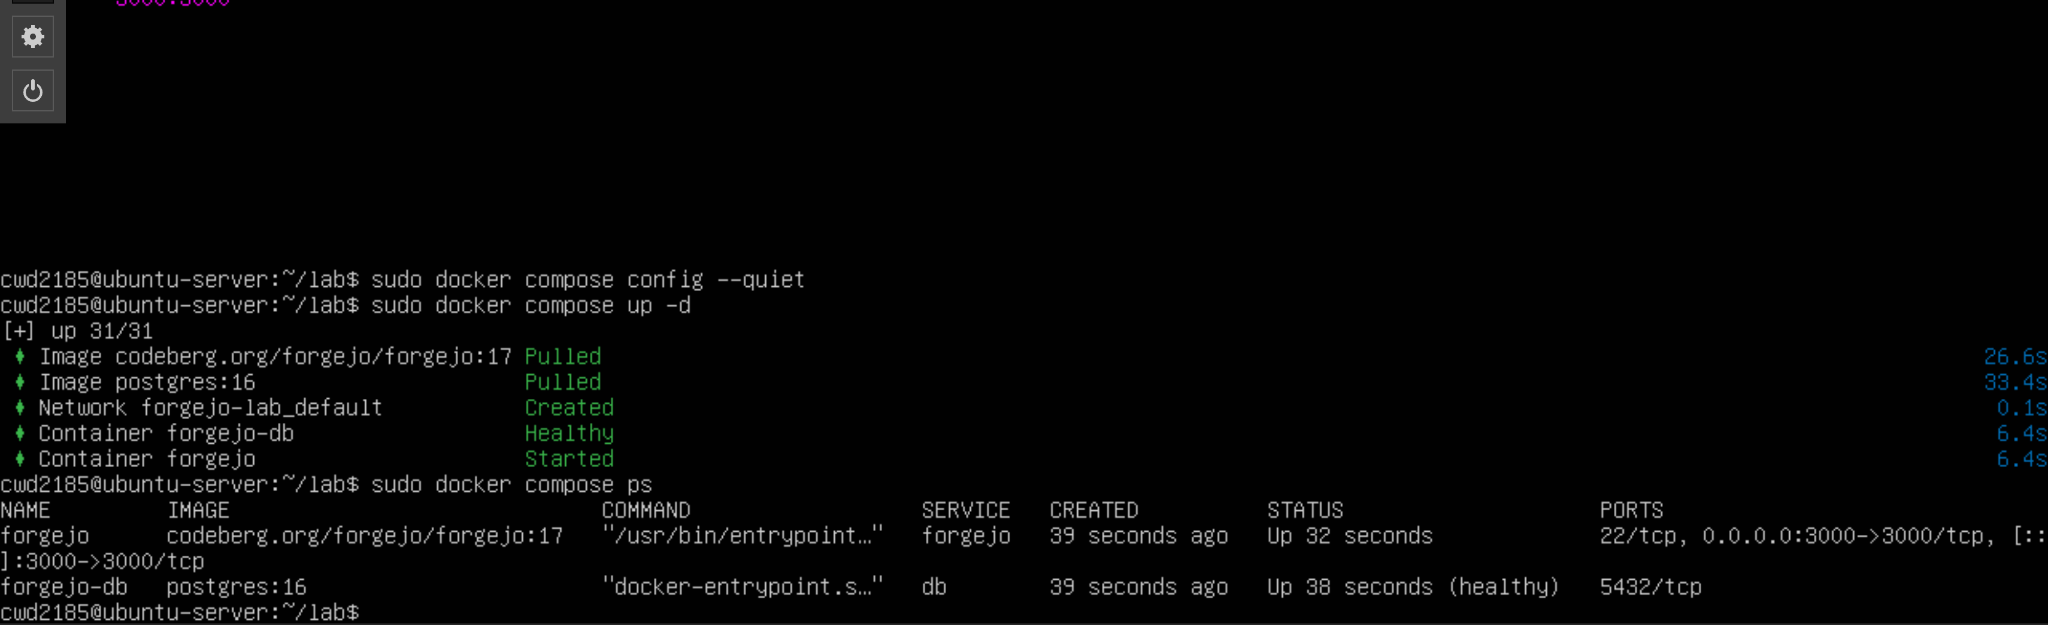 3000:3000
cwd2185@ubuntu-server:~/lab$ sudo docker compose config --quiet
cwd2185@ubuntu-server:~/lab$ sudo docker compose up -d
[+] up 31/31
♦ Image codeberg.org/forgejo/forgejo:17 Pulled 26.6s
♦ Image postgres:16 Pulled 33.4s
♦ Network forgejo-lab_default Created 0.1s
♦ Container forgejo-db Healthy 6.4s
♦ Container forgejo Started 6.4s
cwd2185@ubuntu-server:~/lab$ sudo docker compose ps
NAME IMAGE COMMAND SERVICE CREATED STATUS PORTS
forgejo codeberg.org/forgejo/forgejo:17 "/usr/bin/entrypoint…" forgejo 39 seconds ago Up 32 seconds 22/tcp, 0.0.0.0:3000->3000/tcp, [::
]:3000->3000/tcp
forgejo-db postgres:16 "docker-entrypoint.s…" db 39 seconds ago Up 38 seconds (healthy) 5432/tcp
cwd2185@ubuntu-server:~/lab$